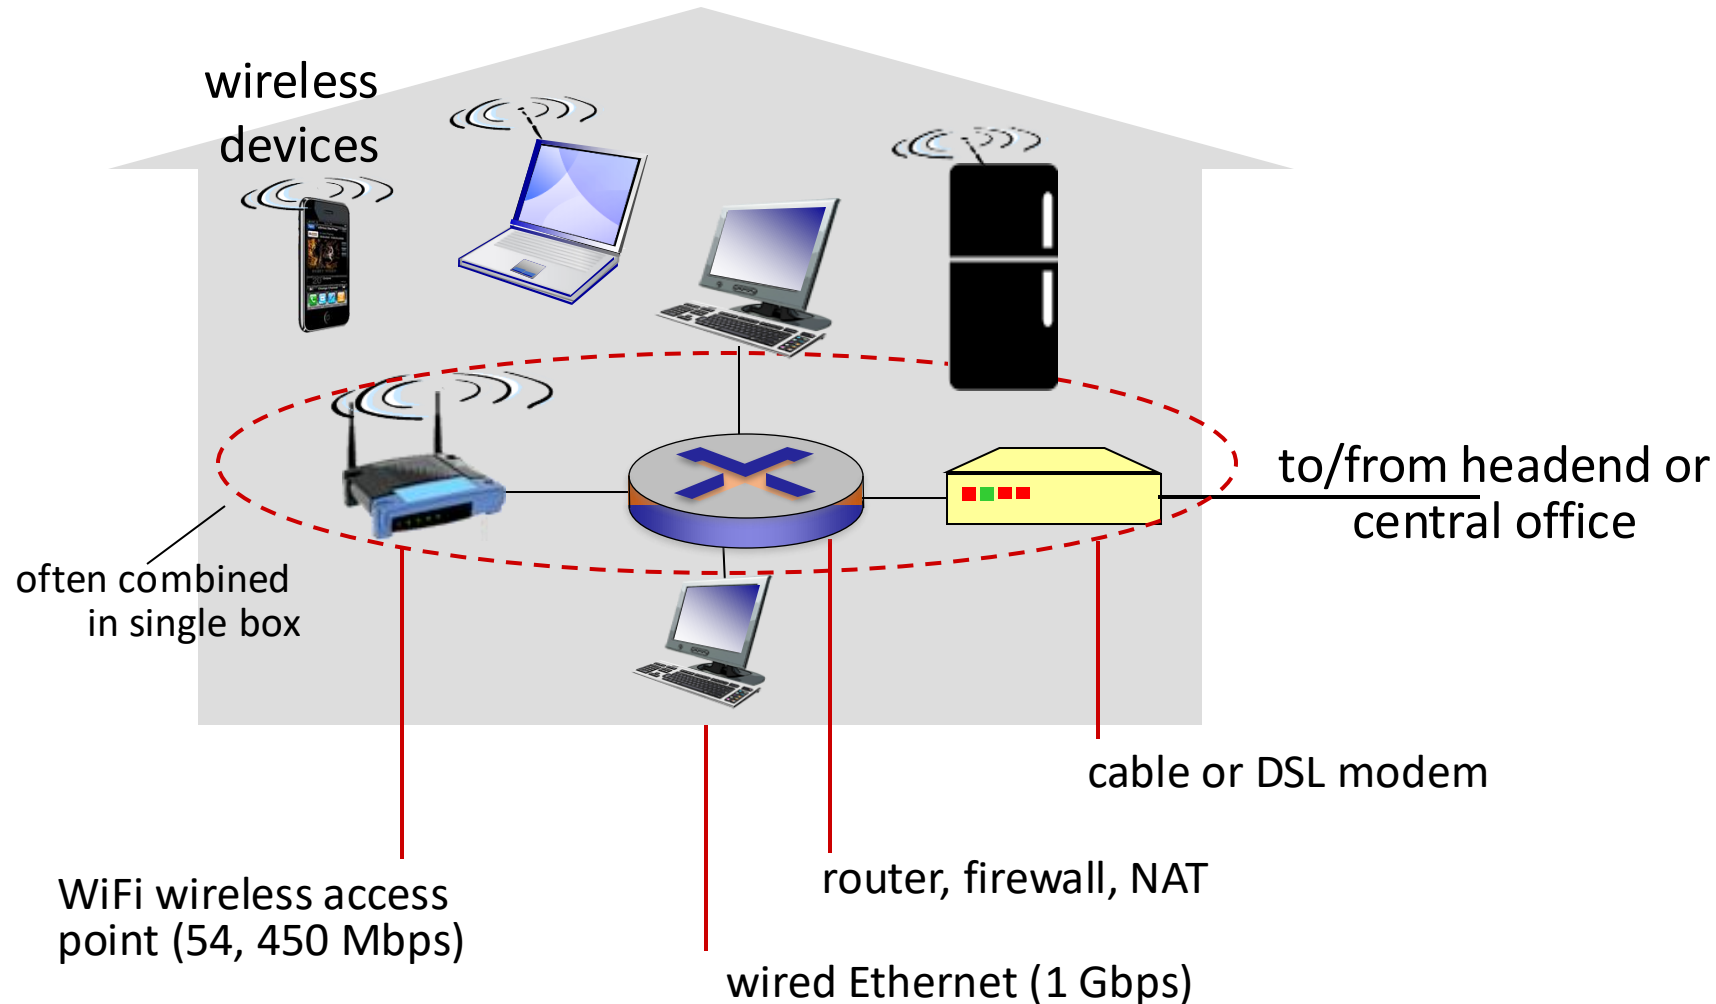 wireless
devices
to/from headend or
central office
often combined
in single box
cable or DSL modem
router, firewall, NAT
WiFi wireless access
point (54, 450 Mbps)
wired Ethernet (1 Gbps)